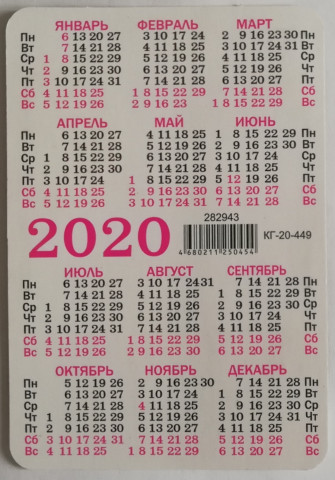 ЯНВАРЬ ФЕВРАЛЬ МАРТ
Пн 6 13 20 27 3 10 17 24 2 9 16 23 30 Пн
Вт 7 14 21 28 4 11 18 25 3 10 17 24 31 Вт
Ср 1 8 15 22 29 5 12 19 26 4 11 18 25 Ср
Чт 2 9 16 23 30 6 13 20 27 5 12 19 26 Чт
Пт 3 10 17 24 31 7 14 21 28 6 13 20 27 Пт
Сб 4 11 18 25 1 8 15 22 29 7 14 21 28 Сб
Вс 5 12 19 26 2 9 16 23 1 8 15 22 29 Вс
АПРЕЛЬ МАЙ ИЮНЬ
Пн 6 13 20 27 4 11 18 25 1 8 15 22 29 Пн
Вт 7 14 21 28 5 12 19 26 2 9 16 23 30 Вт
Ср 1 8 15 22 29 6 13 20 27 3 10 17 24 Ср
Чт 2 9 16 23 30 7 14 21 28 4 11 18 25 Чт
Пт 3 10 17 24 1 8 15 22 29 5 12 19 26 Пт
Сб 4 11 18 25 2 9 16 23 30 6 13 20 27 Сб
Вс 5 12 19 26 3 10 17 24 31 7 14 21 28 Вс
2020
282943
4 680211 250454
КГ-20-449
ИЮЛЬ АВГУСТ СЕНТЯБРЬ
Пн 6 13 20 27 3 10 17 24 31 7 14 21 28 Пн
Вт 7 14 21 28 4 11 18 25 1 8 15 22 29 Вт
Ср 1 8 15 22 29 5 12 19 26 2 9 16 23 30 Ср
Чт 2 9 16 23 30 6 13 20 27 3 10 17 24 Чт
Пт 3 10 17 24 31 7 14 21 28 4 11 18 25 Пт
Сб 4 11 18 25 1 8 15 22 29 5 12 19 26 Сб
Вс 5 12 19 26 2 9 16 23 30 6 13 20 27 Вс
ОКТЯБРЬ НОЯБРЬ ДЕКАБРЬ
Пн 5 12 19 26 2 9 16 23 30 7 14 21 28 Пн
Вт 6 13 20 27 3 10 17 24 1 8 15 22 29 Вт
Ср 7 14 21 28 4 11 18 25 2 9 16 23 30 Ср
Чт 1 8 15 22 29 5 12 19 26 3 10 17 24 31 Чт
Пт 2 9 16 23 30 6 13 20 27 4 11 18 25 Пт
Сб 3 10 17 24 31 7 14 21 28 5 12 19 26 Сб
Вс 4 11 18 25 1 8 15 22 29 6 13 20 27 Вс